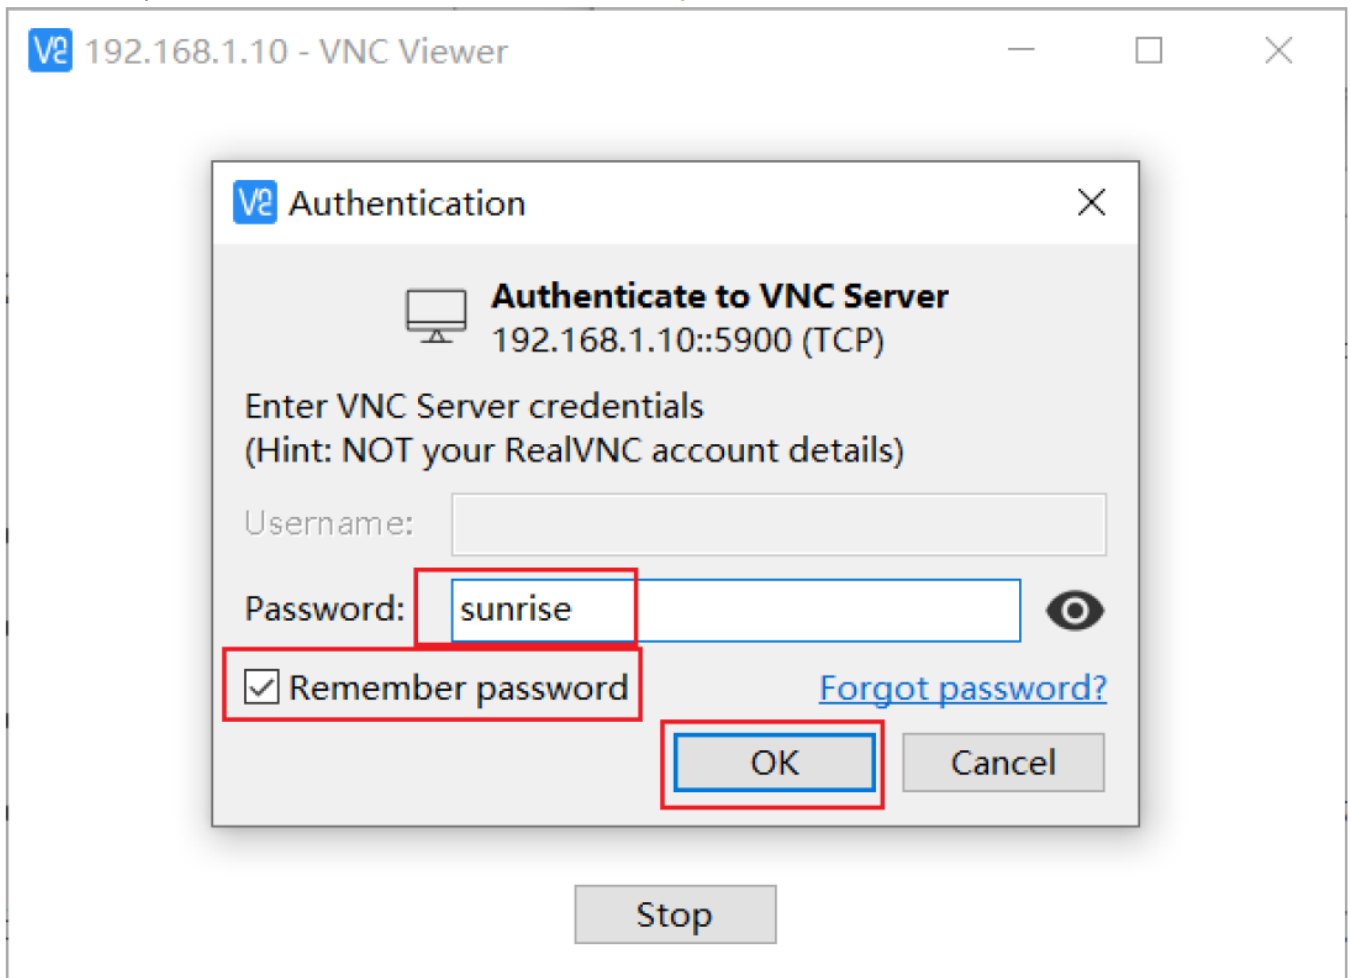 V2 192.168.1.10 - VNC Viewer
V2 Authentication
Authenticate to VNC Server
192.168.1.10::5900 (TCP)
Enter VNC Server credentials
(Hint: NOT your RealVNC account details)
Username:
Password: sunrise
Remember password Forgot password?
OK Cancel
Stop